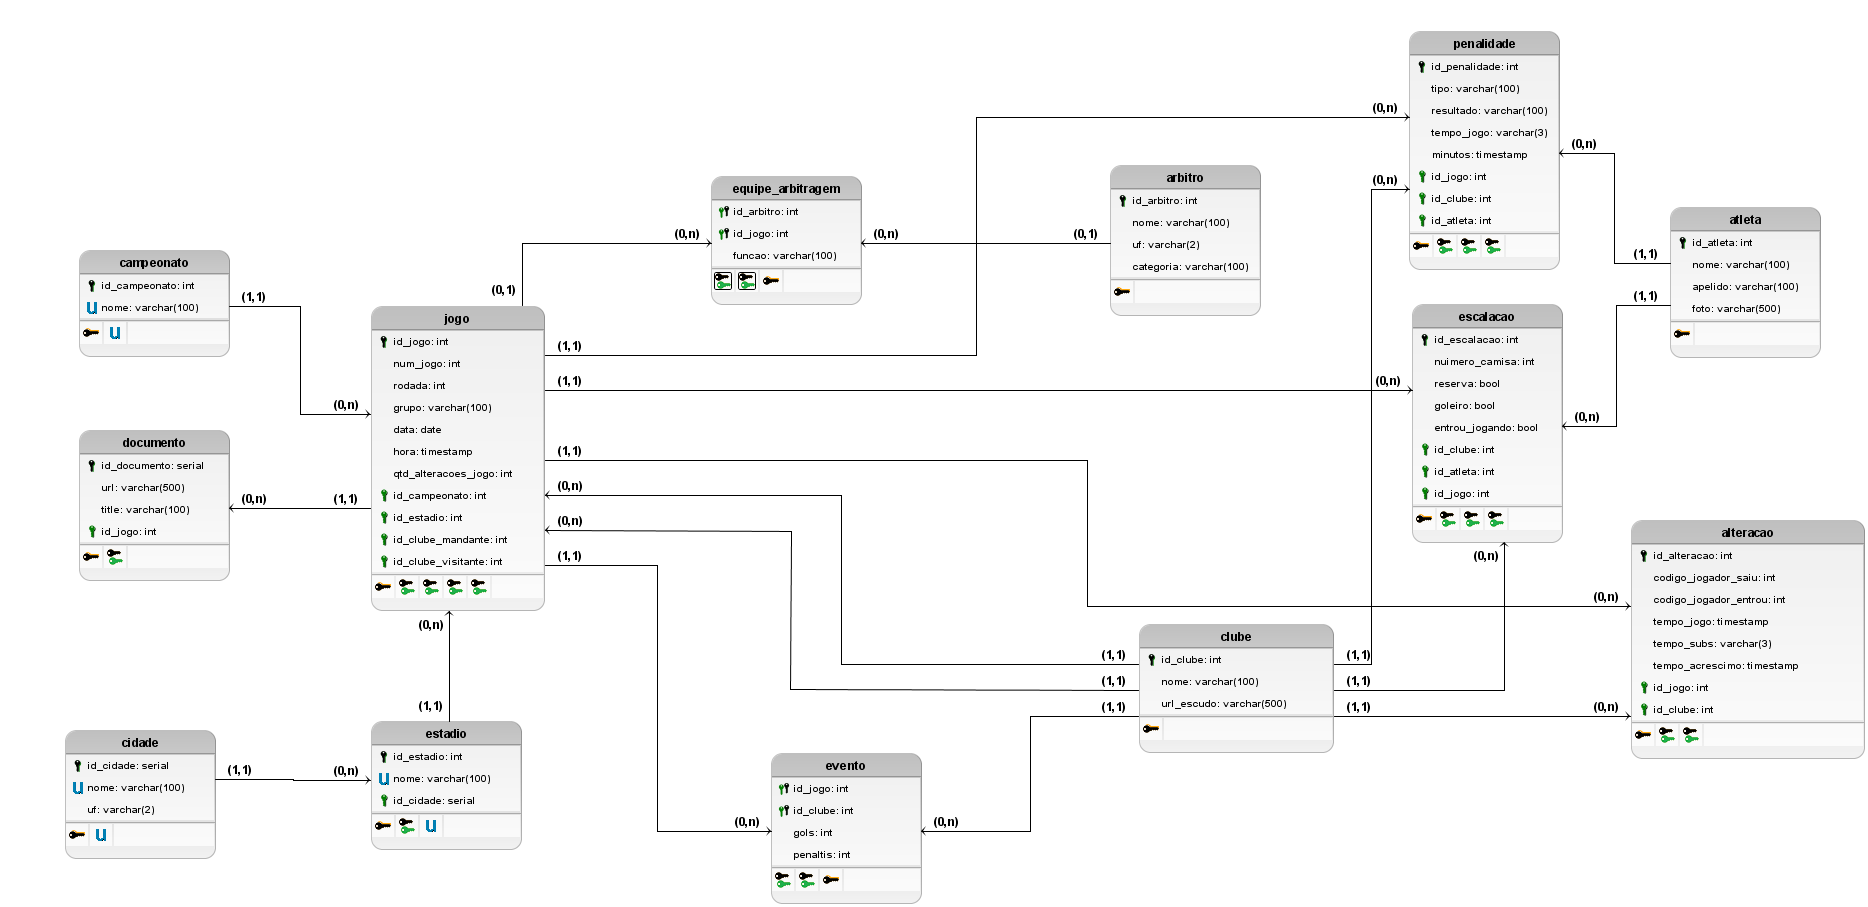 penalidade
id_penalidade: int
tipo: varchar(100)
resultado: varchar(100)
tempo_jogo: varchar(3)
minutos: timestamp
id_jogo: int
id_clube: int
id_atleta: int
(0,n)
(0,n)
(0,n)
equipe_arbitragem
id_arbitro: int
id_jogo: int
funcao: varchar(100)
(0,n)
(0,n)
arbitro
id_arbitro: int
nome: varchar(100)
uf: varchar(2)
categoria: varchar(100)
(0,1)
atleta
id_atleta: int
nome: varchar(100)
apelido: varchar(100)
foto: varchar(500)
(1,1)
(1,1)
campeonato
id_campeonato: int
U nome: varchar(100)
U
(1,1)
(0,n)
(0,1)
jogo
id_jogo: int
num_jogo: int
rodada: int
grupo: varchar(100)
data: date
hora: timestamp
qtd_alteracoes_jogo: int
id_campeonato: int
id_estadio: int
id_clube_mandante: int
id_clube_visitante: int
(1,1)
(1,1)
(1,1)
(0,n)
(0,n)
(1,1)
escalacao
id_escalacao: int
nuimero_camisa: int
reserva: bool
goleiro: bool
entrou_jogando: bool
id_clube: int
id_atleta: int
id_jogo: int
(0,n)
(0,n)
(0,n)
documento
id_documento: serial
url: varchar(500)
title: varchar(100)
id_jogo: int
(0,n)
(1,1)
alteracao
id_alteracao: int
codigo_jogador_saiu: int
codigo_jogador_entrou: int
tempo_jogo: timestamp
tempo_subs: varchar(3)
tempo_acrescimo: timestamp
id_jogo: int
id_clube: int
(0,n)
(0,n)
clube
id_clube: int
nome: varchar(100)
url_escudo: varchar(500)
(1,1)
(1,1)
(1,1)
(1,1)
(1,1)
(1,1)
(0,n)
(1,1)
cidade
id_cidade: serial
U nome: varchar(100)
uf: varchar(2)
U
(1,1)
(0,n)
estadio
id_estadio: int
U nome: varchar(100)
id_cidade: serial
U
evento
id_jogo: int
id_clube: int
gols: int
penaltis: int
(0,n)
(0,n)